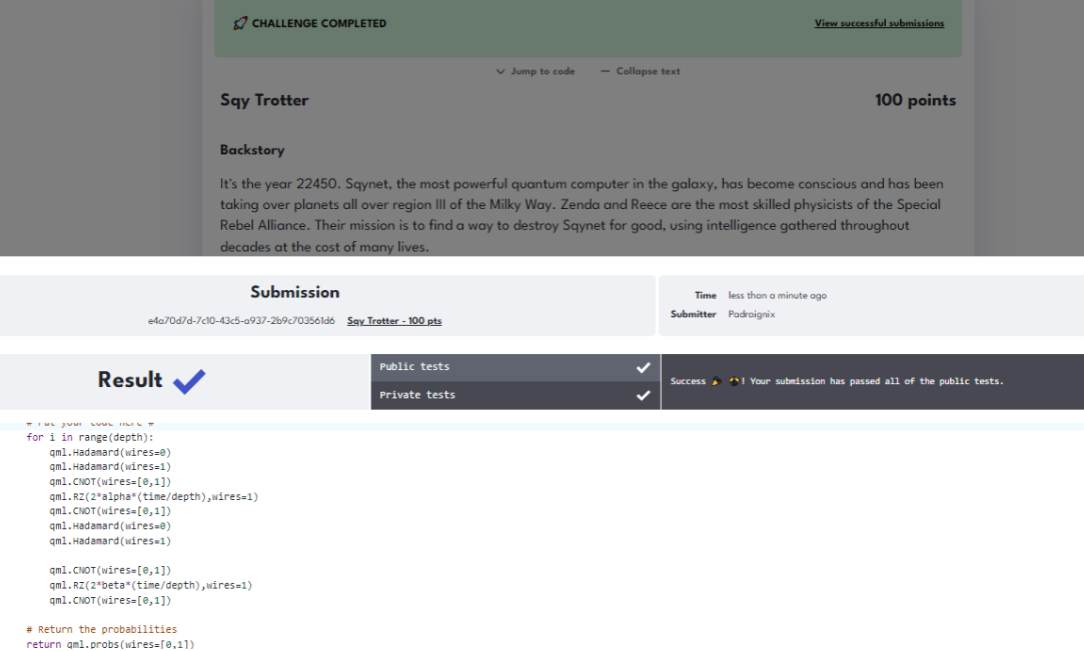 🚀 CHALLENGE COMPLETED View successful submissions
Jump to code — Collapse text
Sqy Trotter 100 points
Backstory
It's the year 22450. Sqynet, the most powerful quantum computer in the galaxy, has become conscious and has been
taking over planets all over region III of the Milky Way. Zenda and Reece are the most skilled physicists of the Special
Rebel Alliance. Their mission is to find a way to destroy Sqynet for good, using intelligence gathered throughout
decades at the cost of many lives.
Submission
e4a70d7d-7c10-43c5-a937-2b9c703561d6 Sqy Trotter - 100 pts
Time less than a minute ago
Submitter Padraignix
Result
Public tests
Private tests
Success 🎉 🥳! Your submission has passed all of the public tests.
# Put your code here #
for i in range(depth):
    qml.Hadamard(wires=0)
    qml.Hadamard(wires=1)
    qml.CNOT(wires=[0,1])
    qml.RZ(2*alpha*(time/depth),wires=1)
    qml.CNOT(wires=[0,1])
    qml.Hadamard(wires=0)
    qml.Hadamard(wires=1)
    qml.CNOT(wires=[0,1])
    qml.RZ(2*beta*(time/depth),wires=1)
    qml.CNOT(wires=[0,1])
# Return the probabilities
return qml.probs(wires=[0,1])